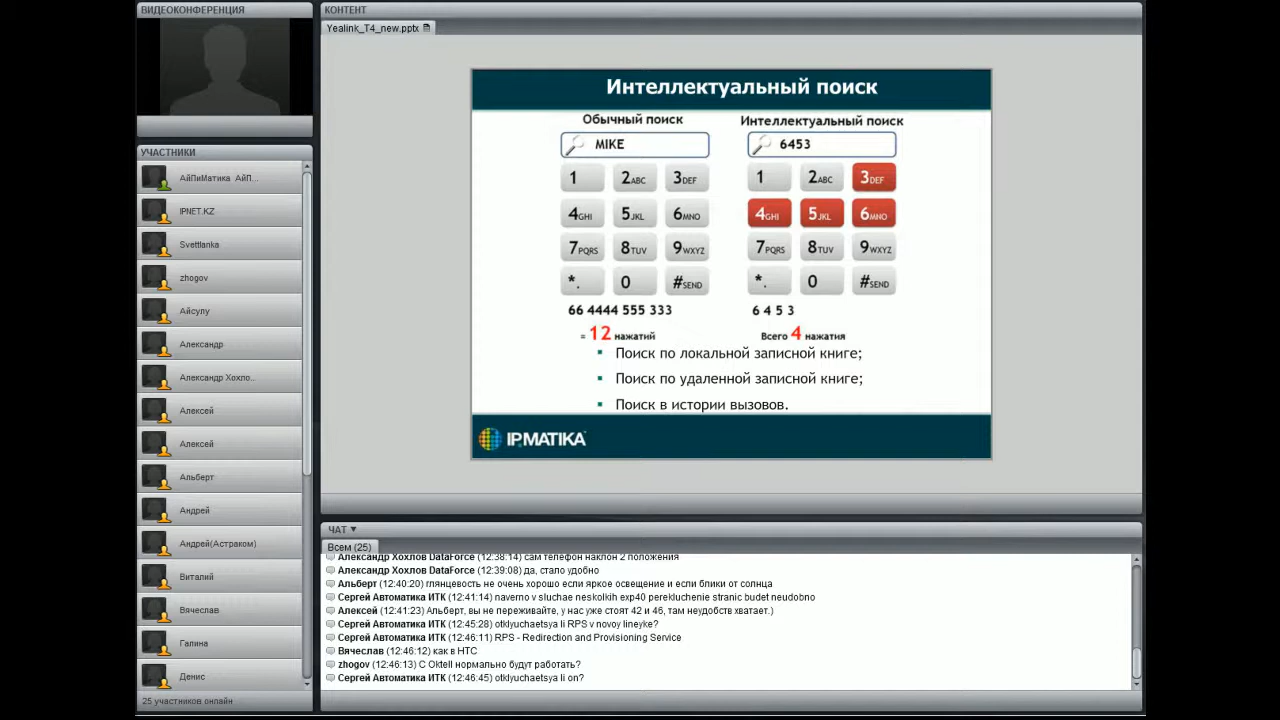 ВИДЕОКОНФЕРЕНЦИЯ
УЧАСТНИКИ
АйПиМатика АйП...
IPNET.KZ
Svettlanka
zhogov
Айсулу
Александр
Александр Хохло...
Алексей
Алексей
Альберт
Андрей
Андрей(Астраком)
Виталий
Вячеслав
Галина
Денис
25 участников онлайн
КОНТЕНТ
Yealink_T4_new.pptx
Интеллектуальный поиск
Обычный поиск
MIKE
1 2ABC 3DEF
4GHI 5JKL 6MNO
7PQRS 8TUV 9WXYZ
*. 0 #SEND
66 4444 555 333
= 12 нажатий
Интеллектуальный поиск
6453
1 2ABC 3DEF
4GHI 5JKL 6MNO
7PQRS 8TUV 9WXYZ
*. 0 #SEND
6 4 5 3
Всего 4 нажатия
Поиск по локальной записной книге;
Поиск по удаленной записной книге;
Поиск в истории вызовов.
IPMATIKA
ЧАТ
Всем (25)
Александр Хохлов DataForce (12:38:14) сам телефон наклон 2 положения
Александр Хохлов DataForce (12:39:08) да, стало удобно
Альберт (12:40:20) глянцевость не очень хорошо если яркое освещение и если блики от солнца
Сергей Автоматика ИТК (12:41:14) naverno v sluchae neskolkih exp40 perekluchenie stranic budet neudobno
Алексей (12:41:23) Альберт, вы не переживайте, у нас уже стоят 42 и 46, там неудобств хватает.)
Сергей Автоматика ИТК (12:45:28) otklyuchaetsya li RPS v novoy lineyke?
Сергей Автоматика ИТК (12:46:11) RPS - Redirection and Provisioning Service
Вячеслав (12:46:12) как в НТС
zhogov (12:46:13) С Oktell нормально будут работать?
Сергей Автоматика ИТК (12:46:45) otklyuchaetsya li on?